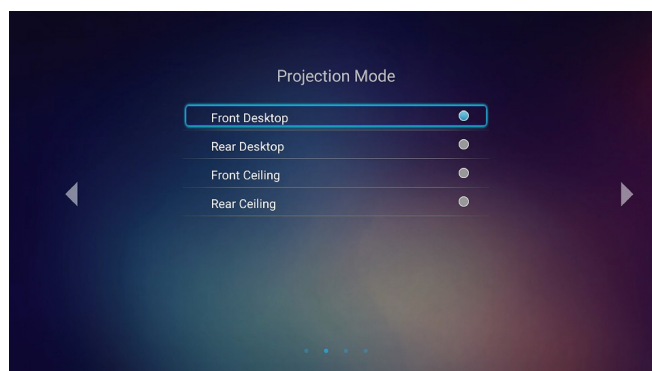 Projection Mode
Front Desktop
Rear Desktop
Front Ceiling
Rear Ceiling